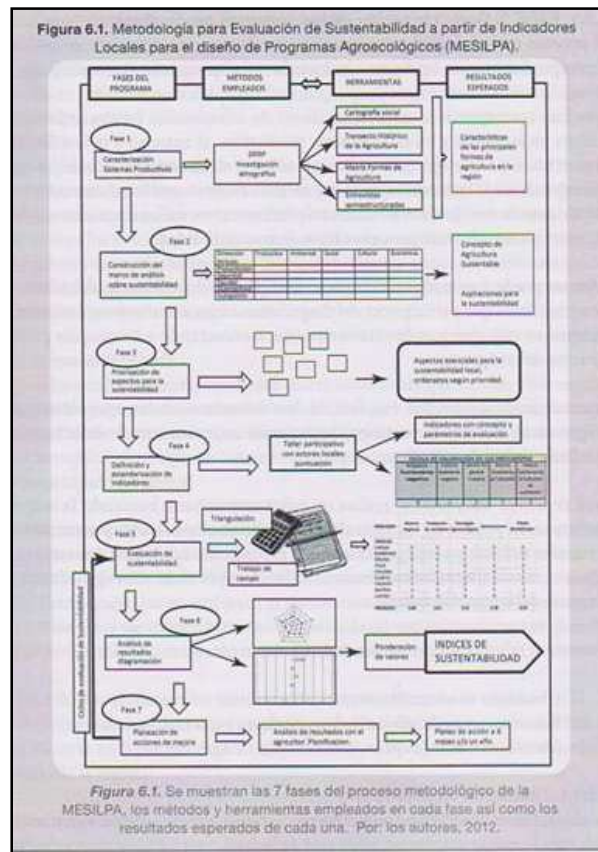 Figura 6.1. Metodología para Evaluación de Sustentabilidad a partir de Indicadores
Locales para el diseño de Programas Agroecológicos (MESILPA).
FASES DEL
PROGRAMA
METODOS
EMPLEADOS
HERRAMIENTAS
RESULTADOS
ESPERADOS
Fase 1
Caracterización
Sistemas Productivos
investigación
etnográfica
Cartografía social
Transecto Histórico
de la Agricultura
Matriz Formas de
Agricultura
Entrevistas
semiestructuradas
Características
de las principales
formas de
agricultura en la
región
Fase 2
Construcción del
marco de análisis
sobre sustentabilidad
Productiva
Ambiental
Social
Cultural
Económica
Concepto de
Agricultura
Sustentable
Aspiraciones para
la sustentabilidad
Fase 3
Priorización de
aspectos para la
sustentabilidad
Aspectos esenciales para la
sustentabilidad local,
ordenados según prioridad.
Fase 4
Definición y
estandarización de
indicadores
Taller participativo
con actores locales
puntuación
Indicadores con concepto y
parámetros de evaluación
Fase 5
Evaluación de
sustentabilidad
Triangulación
Trabajo de
campo
Ciclos de evaluación de Sustentabilidad
Fase 6
Análisis de
resultados
diagramación
Ponderación
de valores
INDICES DE
SUSTENTABILIDAD
Fase 7
Planeación de
acciones de mejora
Análisis de resultados con el
agricultor. Planificación.
Planes de acción a 6
meses y/o un año.
Figura 6.1. Se muestran las 7 fases del proceso metodológico de la
MESILPA, los métodos y herramientas empleados en cada fase así como los
resultados esperados de cada una. Por: los autores, 2012.